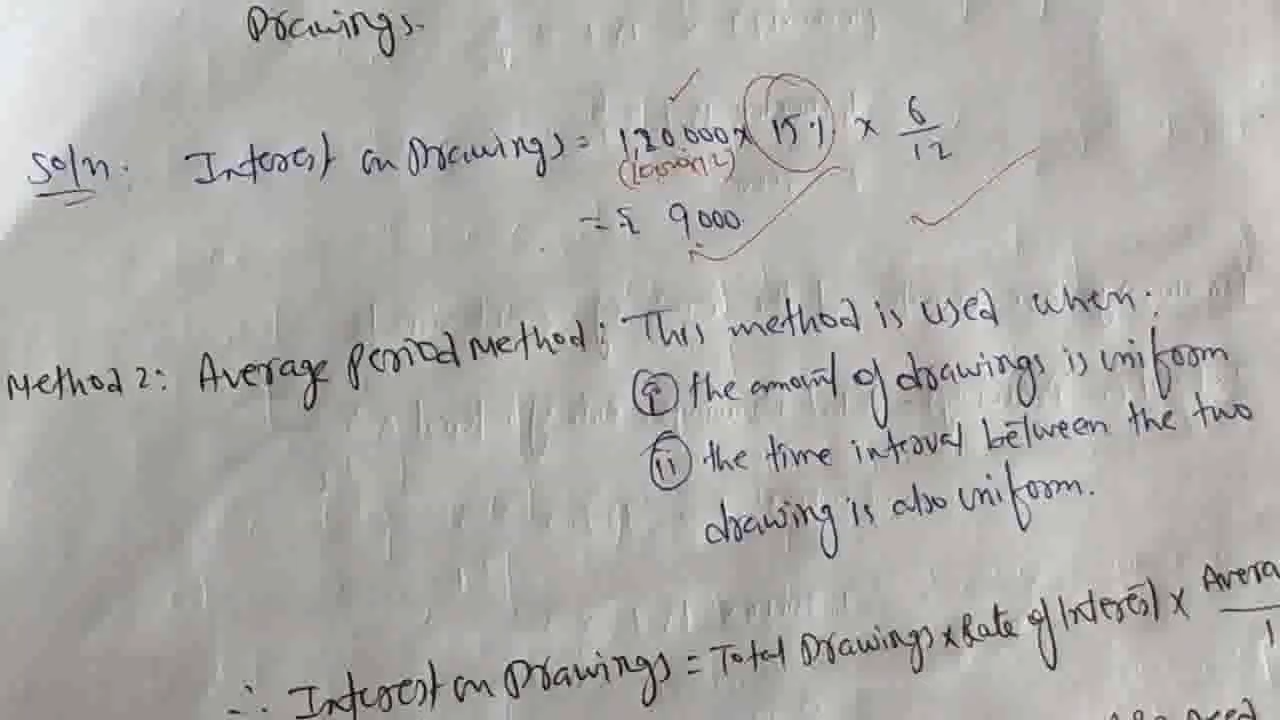 Drawings.
Soln: Interest on Drawings = 1,20,000 x 15% x 6/12
(10000x12)
= ₹ 9000
Method 2: Average period Method: This method is used when:
(i) the amount of drawings is uniform
(ii) the time interval between the two
drawing is also uniform.
∴ Interest on Drawings = Total Drawings x Rate of Interest x Avera
1